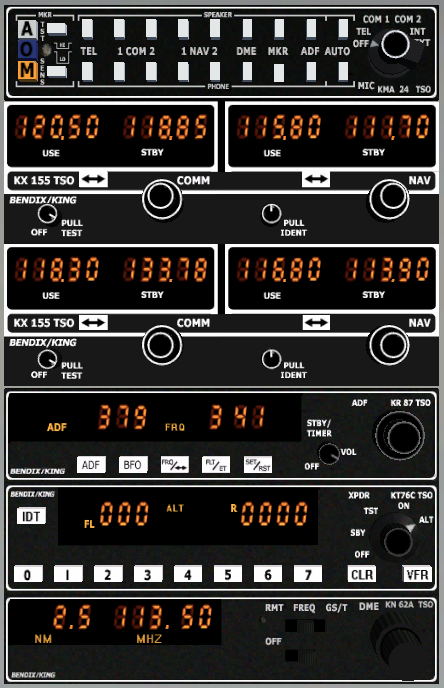 MKR SPEAKER COM 1 COM 2
A TST HI TEL INT
O LO TEL 1 COM 2 1 NAV 2 DME MKR ADF AUTO OFF
M SENS PHONE MIC KMA 24 TSO
120.50 118.85 115.80 111.70
USE STBY USE STBY
KX 155 TSO COMM NAV
BENDIX/KING
OFF PULL TEST PULL IDENT
118.30 133.78 116.80 113.90
USE STBY USE STBY
KX 155 TSO COMM NAV
BENDIX/KING
OFF PULL TEST PULL IDENT
ADF KR 87 TSO
ADF 379 FRQ 341
STBY/TIMER
VOL
OFF
ADF BFO FRQ/↔ FLT/ET SET/RST
BENDIX/KING
BENDIX/KING XPDR KT76C TSO
IDT FL 000 ALT R 0000 TST ON ALT
SBY
OFF
0 1 2 3 4 5 6 7 CLR VFR
2.5 113.50 RMT FREQ GS/T DME KN 62A TSO
NM MHZ OFF
BENDIX/KING